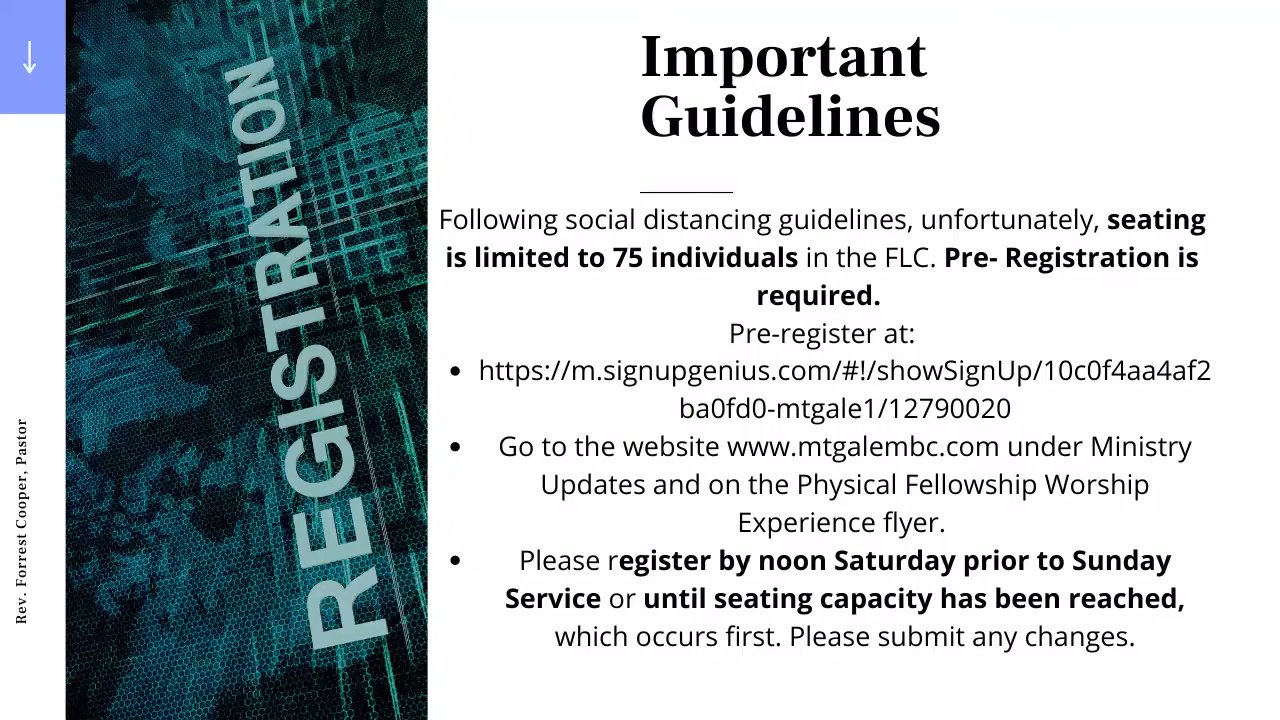 Important
Guidelines
Following social distancing guidelines, unfortunately, seating
is limited to 75 individuals in the FLC. Pre- Registration is
required.
Pre-register at:
• https://m.signupgenius.com/#!/showSignUp/10c0f4aa4af2
ba0fd0-mtgale1/12790020
• Go to the website www.mtgalembc.com under Ministry
Updates and on the Physical Fellowship Worship
Experience flyer.
• Please register by noon Saturday prior to Sunday
Service or until seating capacity has been reached,
which occurs first. Please submit any changes.
REGISTRATION
Rev. Forrest Cooper, Pastor